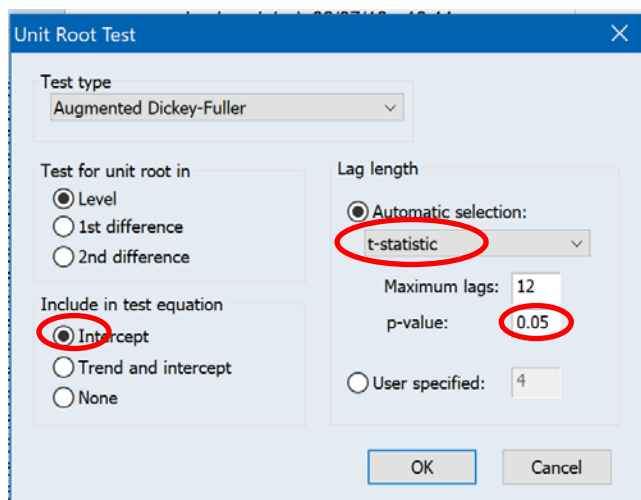 Unit Root Test
Test type
Augmented Dickey-Fuller
Test for unit root in
Level
1st difference
2nd difference
Include in test equation
Intercept
Trend and intercept
None
Lag length
Automatic selection:
t-statistic
Maximum lags: 12
p-value: 0.05
User specified: 4
OK Cancel